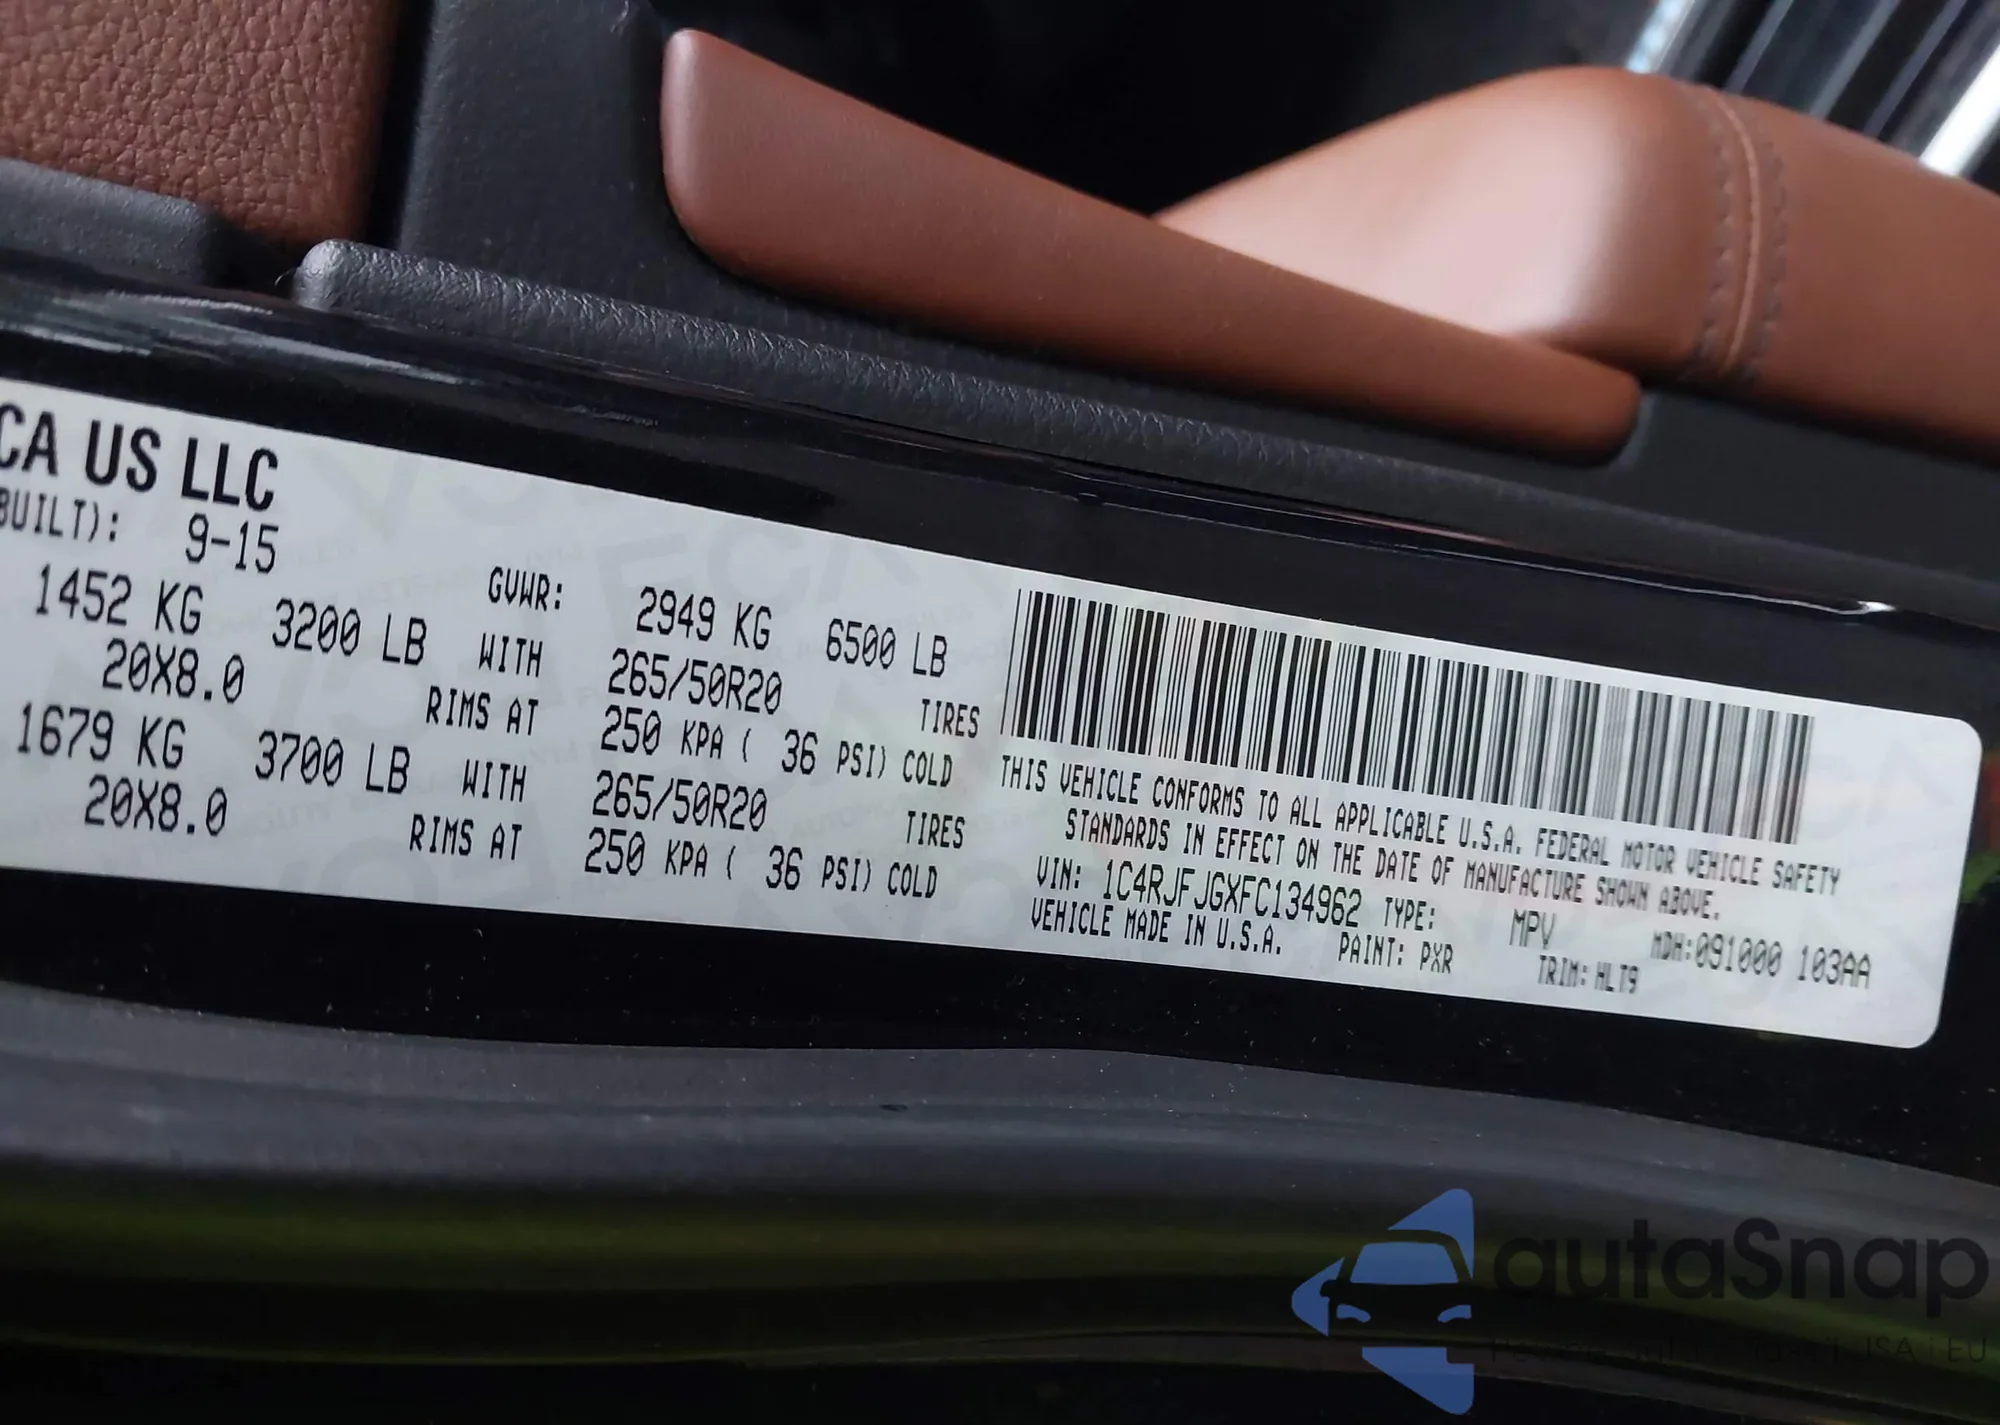 CA US LLC
BUILT): 9-15
1452 KG 3200 LB WITH
20X8.0 RIMS AT
1679 KG 3700 LB WITH
20X8.0 RIMS AT
GVWR: 2949 KG 6500 LB
265/50R20 TIRES
250 KPA ( 36 PSI) COLD
265/50R20 TIRES
250 KPA ( 36 PSI) COLD
THIS VEHICLE CONFORMS TO ALL APPLICABLE U.S.A. FEDERAL MOTOR VEHICLE SAFETY
STANDARDS IN EFFECT ON THE DATE OF MANUFACTURE SHOWN ABOVE.
VIN: 1C4RJFJGXFC134962 TYPE: MPV MDH:091000 103AA
VEHICLE MADE IN U.S.A. PAINT: PXR TRIM: HLT9
autaSnap
USA i EU